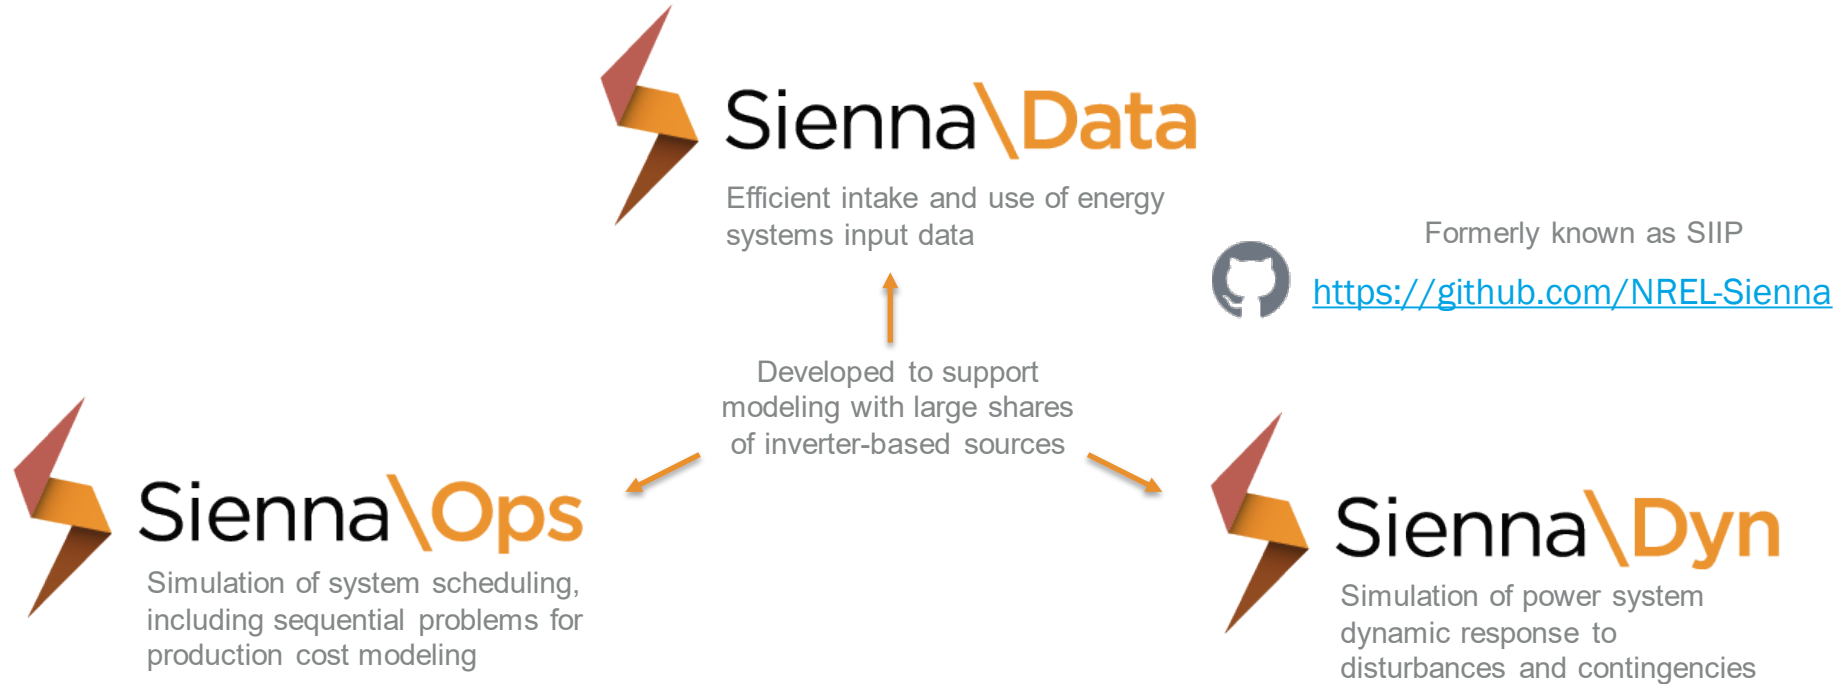 Sienna\Data
Efficient intake and use of energy
systems input data
Formerly known as SIIP
https://github.com/NREL-Sienna
Developed to support
modeling with large shares
of inverter-based sources
Sienna\Ops
Simulation of system scheduling,
including sequential problems for
production cost modeling
Sienna\Dyn
Simulation of power system
dynamic response to
disturbances and contingencies